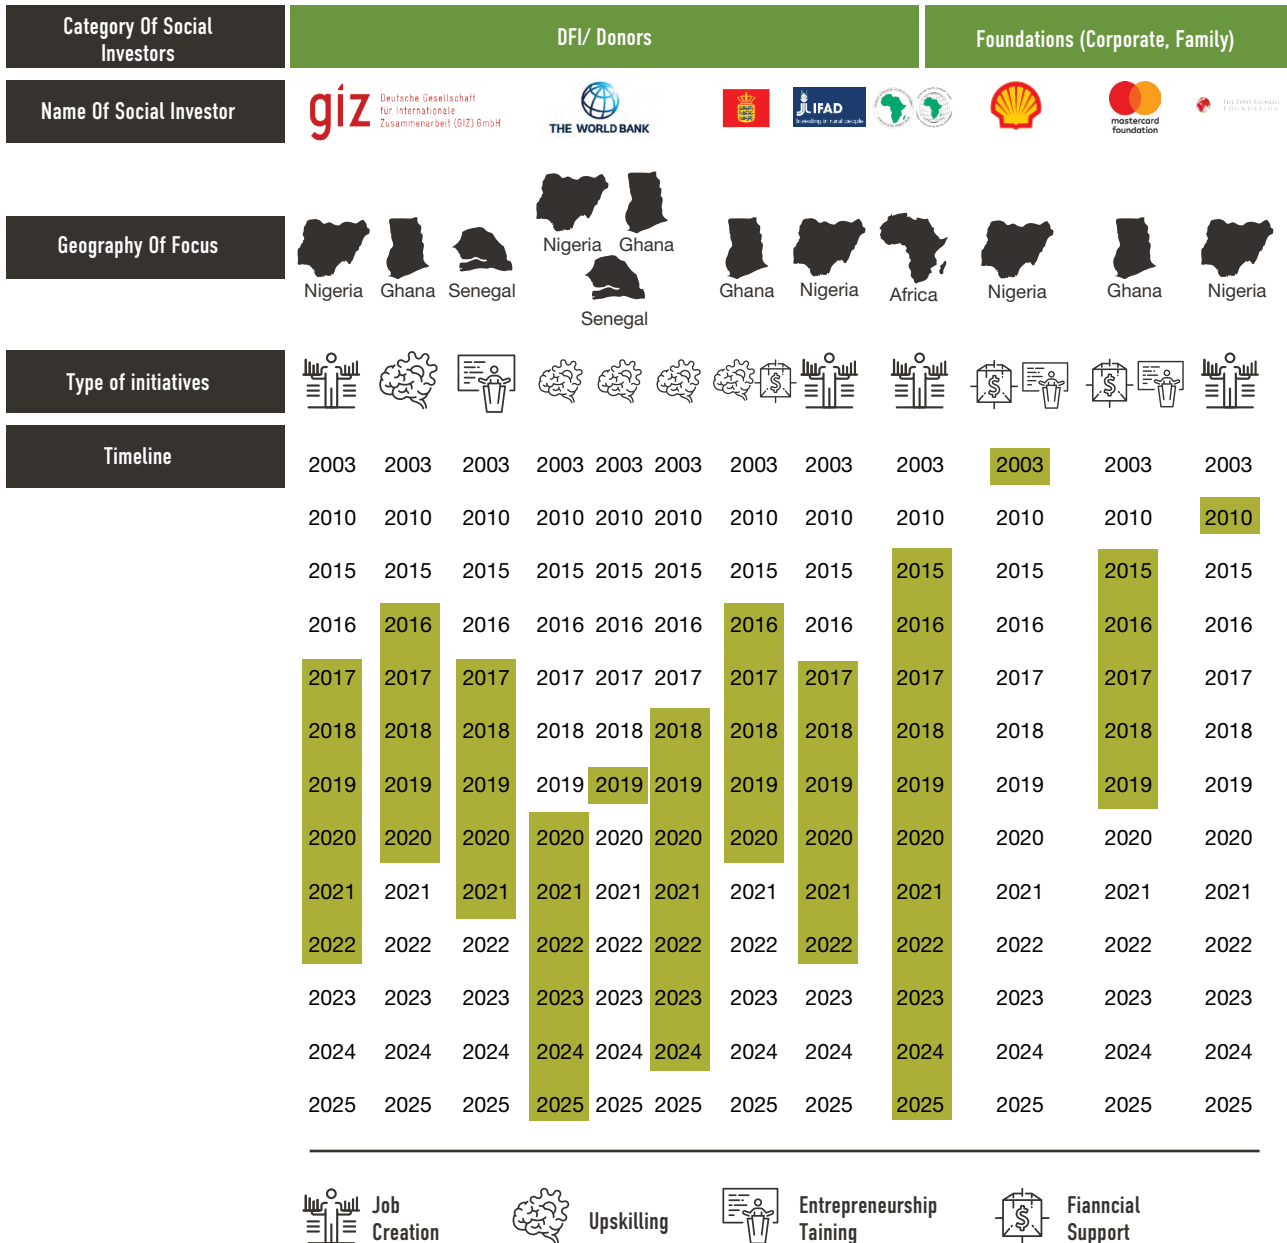 Category Of Social
Investors
DFI/ Donors
Foundations (Corporate, Family)
Name Of Social Investor
giz
Deutsche Gesellschaft
für Internationale
Zusammenarbeit (GIZ) GmbH
THE WORLD BANK
IFAD
Investing in rural people
mastercard
foundation
THE TONY ELUMELU
FOUNDATION
Geography Of Focus
Nigeria Ghana
Senegal
Nigeria Ghana Senegal
Ghana Nigeria Africa Nigeria Ghana Nigeria
Type of initiatives
Timeline
2003 2003 2003 2003 2003 2003 2003 2003 2003 2003 2003 2003
2010 2010 2010 2010 2010 2010 2010 2010 2010 2010 2010 2010
2015 2015 2015 2015 2015 2015 2015 2015 2015 2015 2015 2015
2016 2016 2016 2016 2016 2016 2016 2016 2016 2016 2016 2016
2017 2017 2017 2017 2017 2017 2017 2017 2017 2017 2017 2017
2018 2018 2018 2018 2018 2018 2018 2018 2018 2018 2018 2018
2019 2019 2019 2019 2019 2019 2019 2019 2019 2019 2019 2019
2020 2020 2020 2020 2020 2020 2020 2020 2020 2020 2020 2020
2021 2021 2021 2021 2021 2021 2021 2021 2021 2021 2021 2021
2022 2022 2022 2022 2022 2022 2022 2022 2022 2022 2022 2022
2023 2023 2023 2023 2023 2023 2023 2023 2023 2023 2023 2023
2024 2024 2024 2024 2024 2024 2024 2024 2024 2024 2024 2024
2025 2025 2025 2025 2025 2025 2025 2025 2025 2025 2025 2025
Job
Creation
Upskilling
Entrepreneurship
Taining
Fianncial
Support